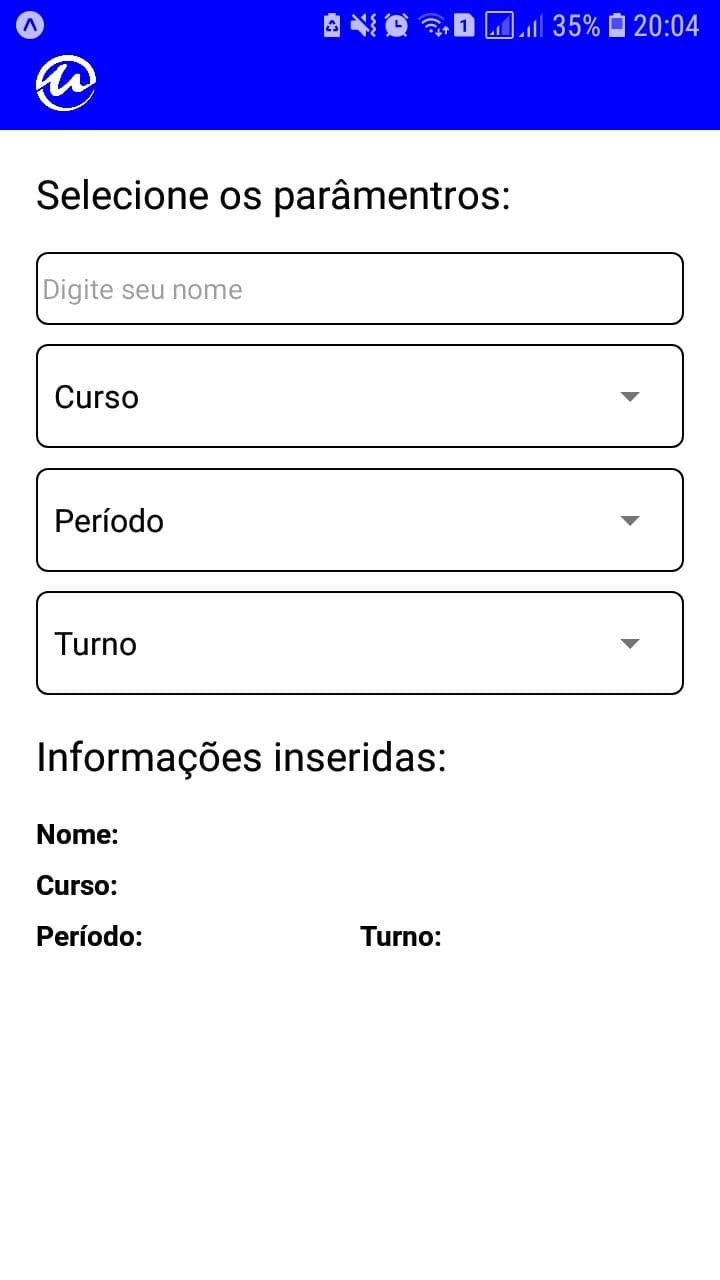 1 35% 20:04
Selecione os parâmentros:
Digite seu nome
Curso
Período
Turno
Informações inseridas:
Nome:
Curso:
Período: Turno: